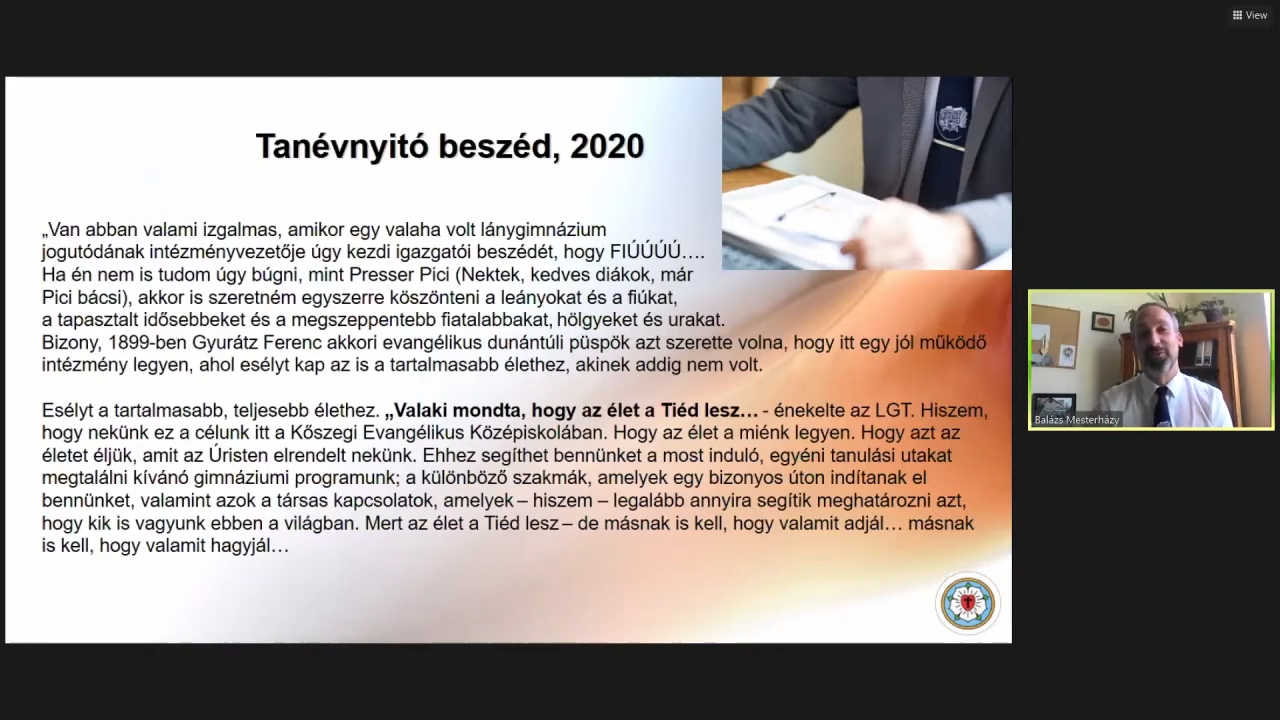 View
Tanévnyitó beszéd, 2020
„Van abban valami izgalmas, amikor egy valaha volt lánygimnázium
jogutódának intézményvezetője úgy kezdi igazgatói beszédét, hogy FIÚÚÚÚ….
Ha én nem is tudom úgy búgni, mint Presser Pici (Nektek, kedves diákok, már
Pici bácsi), akkor is szeretném egyszerre köszönteni a leányokat és a fiúkat,
a tapasztalt idősebbeket és a megszeppentebb fiatalabbakat, hölgyeket és urakat.
Bizony, 1899-ben Gyurátz Ferenc akkori evangélikus dunántúli püspök azt szerette volna, hogy itt egy jól működő
intézmény legyen, ahol esélyt kap az is a tartalmasabb élethez, akinek addig nem volt.
Esélyt a tartalmasabb, teljesebb élethez. „Valaki mondta, hogy az élet a Tiéd lesz… - énekelte az LGT. Hiszem,
hogy nekünk ez a célunk itt a Kőszegi Evangélikus Középiskolában. Hogy az élet a miénk legyen. Hogy azt az
életet éljük, amit az Úristen elrendelt nekünk. Ehhez segíthet bennünket a most induló, egyéni tanulási utakat
megtalálni kívánó gimnáziumi programunk; a különböző szakmák, amelyek egy bizonyos úton indítanak el
bennünket, valamint azok a társas kapcsolatok, amelyek – hiszem – legalább annyira segítik meghatározni azt,
hogy kik is vagyunk ebben a világban. Mert az élet a Tiéd lesz – de másnak is kell, hogy valamit adjál… másnak
is kell, hogy valamit hagyjál…
Balázs Mesterházy